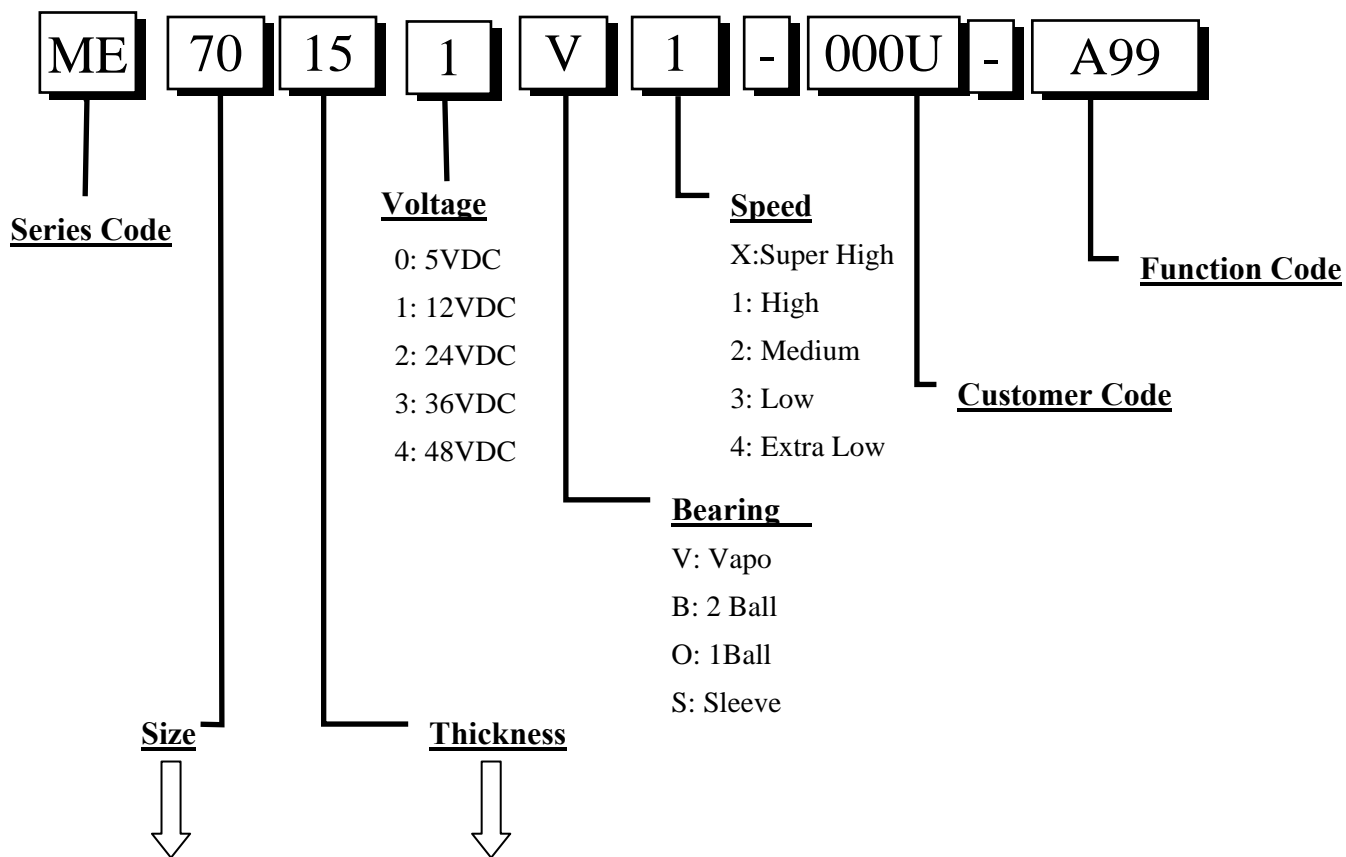 ME 70 15 1 V 1 - 000U - A99
Series Code
Voltage
0: 5VDC
1: 12VDC
2: 24VDC
3: 36VDC
4: 48VDC
Speed
X:Super High
1: High
2: Medium
3: Low
4: Extra Low
Function Code
Customer Code
Bearing
V: Vapo
B: 2 Ball
O: 1Ball
S: Sleeve
Size
Thickness